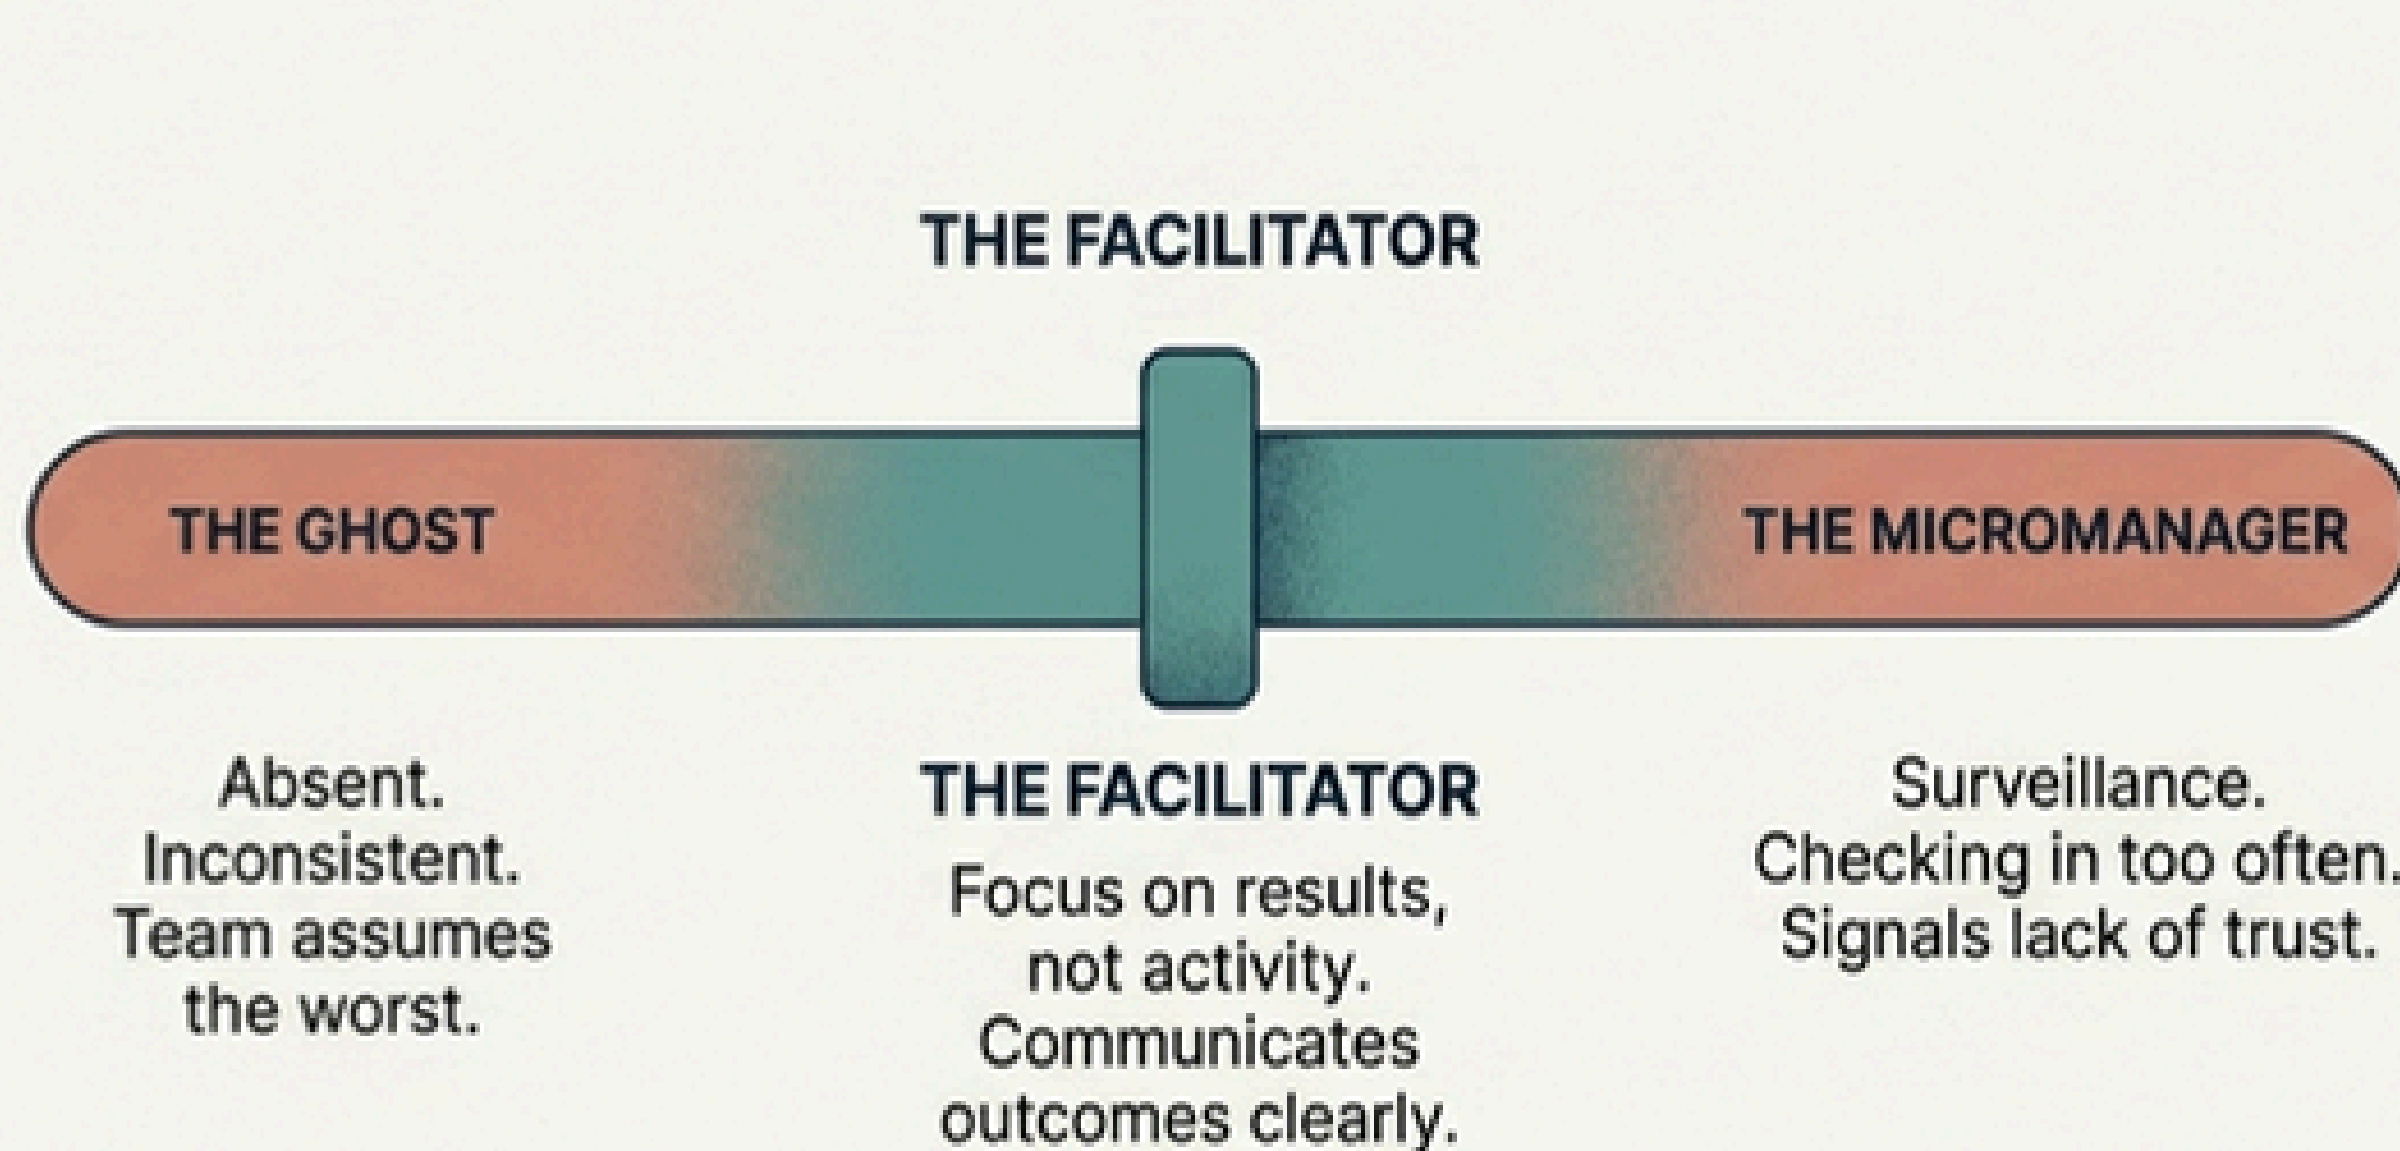 THE FACILITATOR
THE GHOST
THE MICROMANAGER
Absent.
Inconsistent.
Team assumes
the worst.
THE FACILITATOR
Focus on results,
not activity.
Communicates
outcomes clearly.
Surveillance.
Checking in too often.
Signals lack of trust.